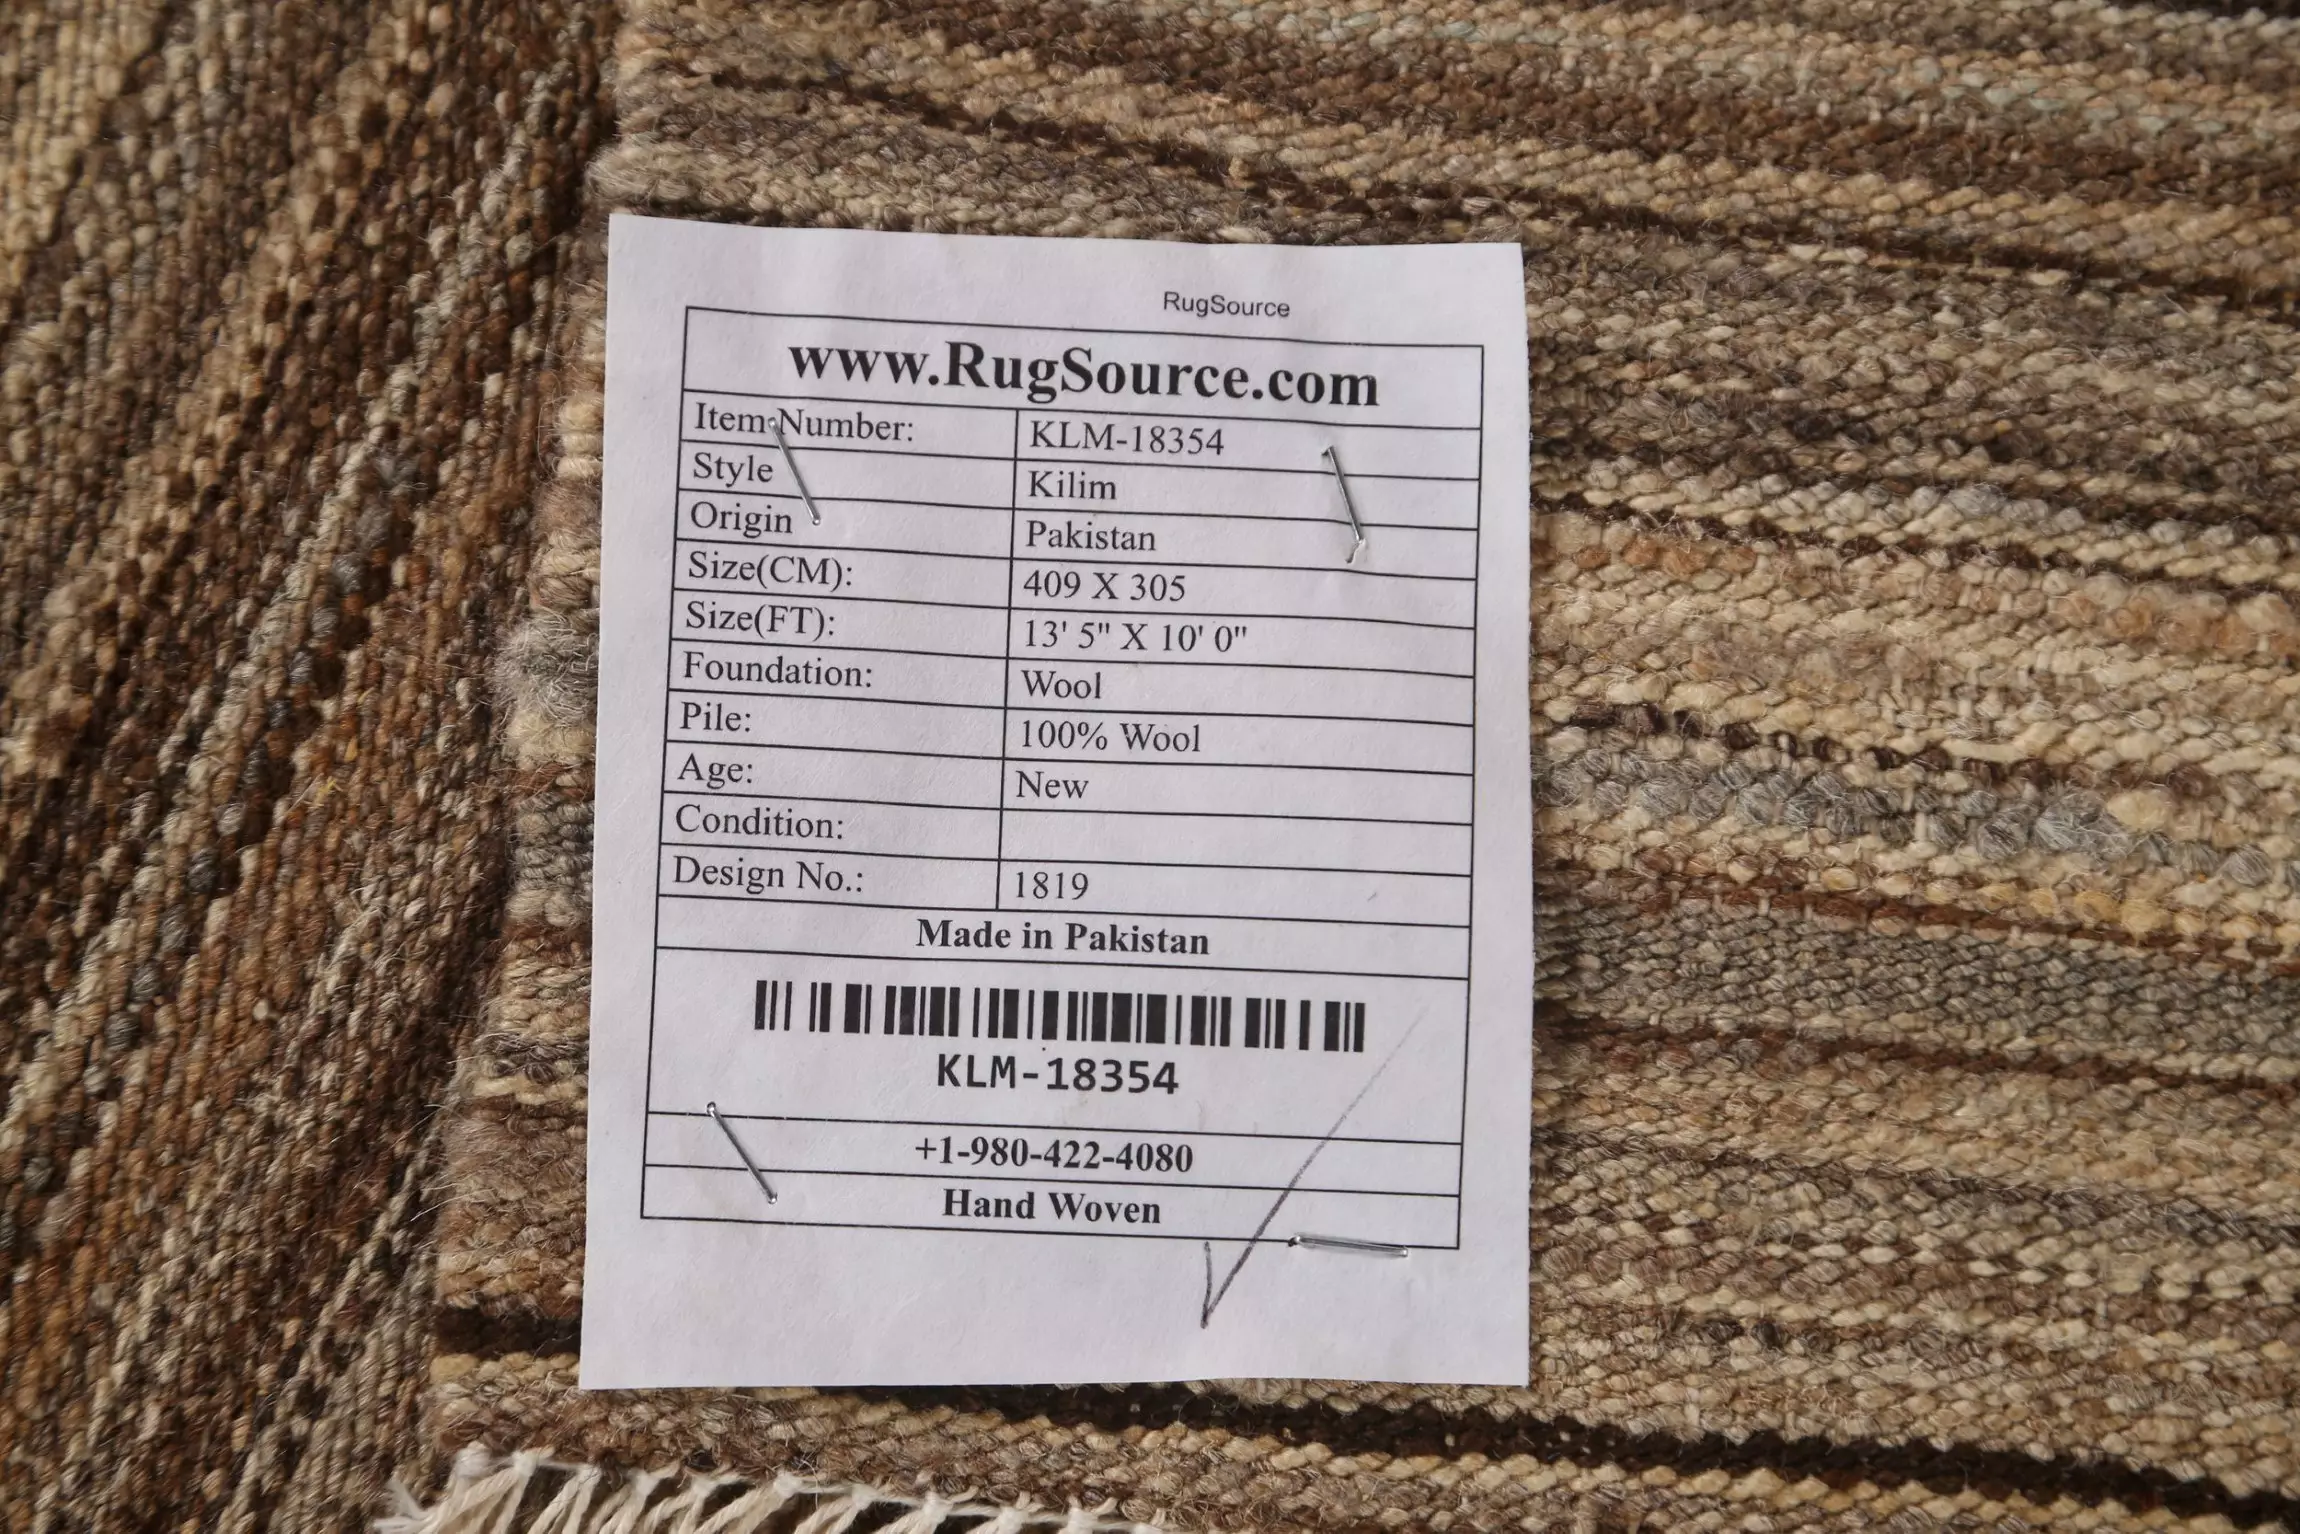 RugSource
www.RugSource.com
Item Number: KLM-18354
Style Kilim
Origin Pakistan
Size(CM): 409 X 305
Size(FT): 13' 5" X 10' 0"
Foundation: Wool
Pile: 100% Wool
Age: New
Condition:
Design No.: 1819
Made in Pakistan
KLM-18354
+1-980-422-4080
Hand Woven